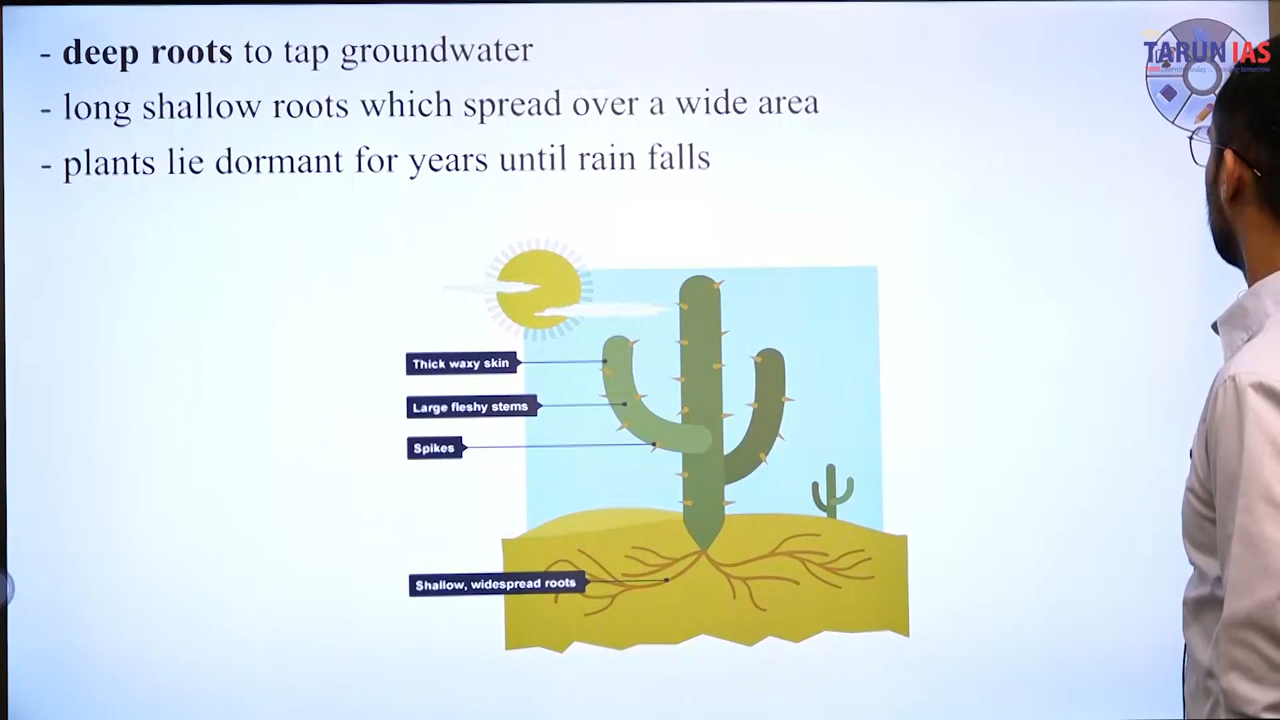 - deep roots to tap groundwater
TARUN IAS
- long shallow roots which spread over a wide area
- plants lie dormant for years until rain falls
Thick waxy skin
Large fleshy stems
Spikes
Shallow, widespread roots